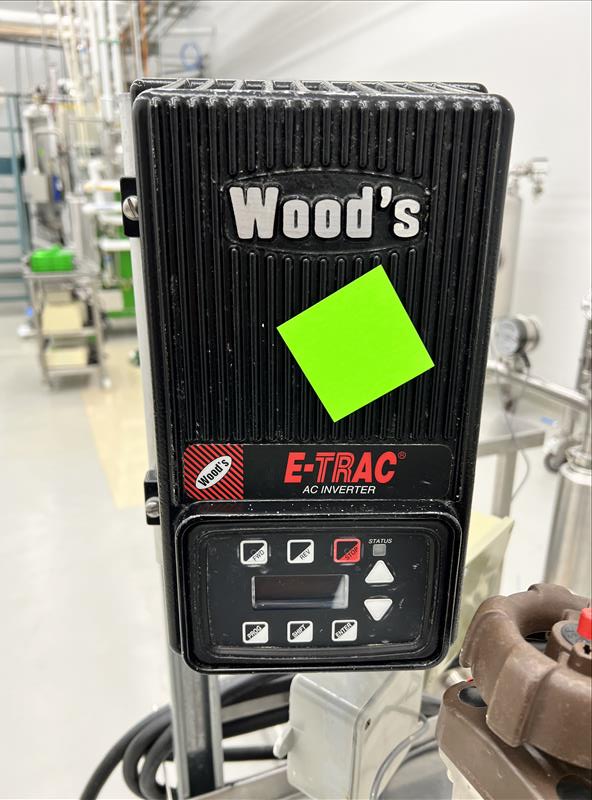 Wood's
Wood's
E-TRAC®
AC INVERTER
STATUS
FWD
REV
STOP
PROG
SHIFT
ENTER